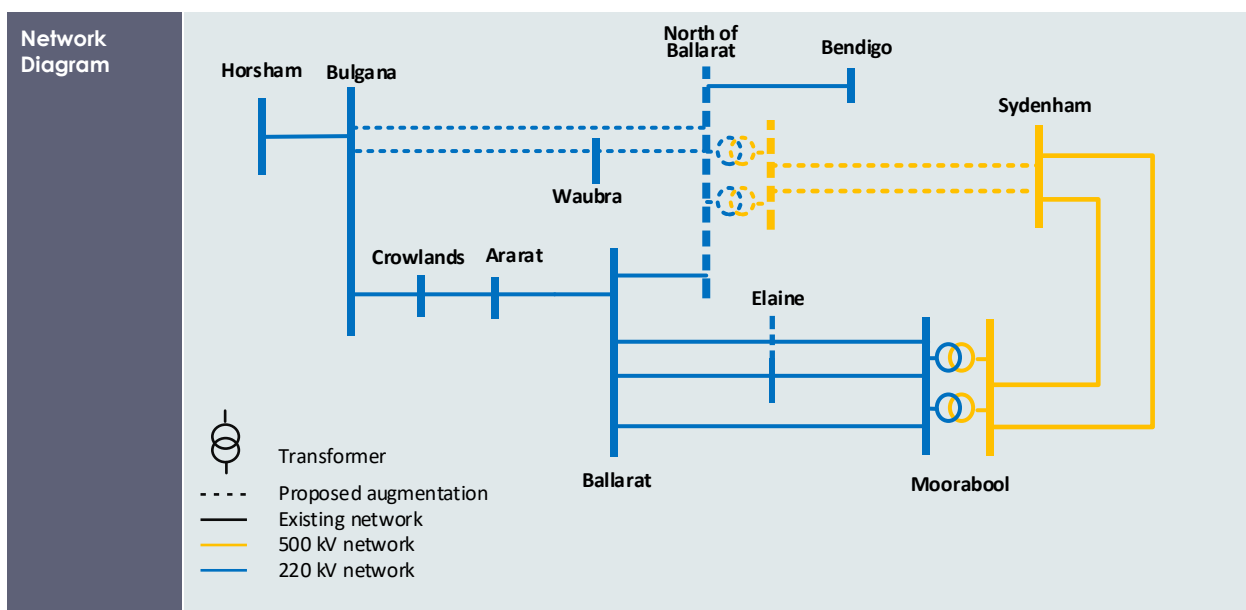 Network
Diagram
North of
Ballarat
Bendigo
Horsham
Bulgana
Sydenham
Waubra
Crowlands
Ararat
Elaine
Transformer
Ballarat
Moorabool
Proposed augmentation
Existing network
500 kV network
220 kV network